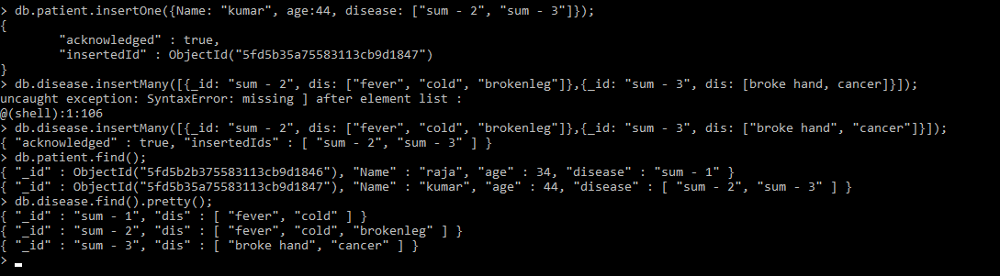 > db.patient.insertOne({Name: "kumar", age:44, disease: ["sum - 2", "sum - 3"]});
{
        "acknowledged" : true,
        "insertedId" : ObjectId("5fd5b35a75583113cb9d1847")
}
> db.disease.insertMany([{_id: "sum - 2", dis: ["fever", "cold", "brokenleg"]},{_id: "sum - 3", dis: [broke hand, cancer]}]);
uncaught exception: SyntaxError: missing ] after element list :
@(shell):1:106
> db.disease.insertMany([{_id: "sum - 2", dis: ["fever", "cold", "brokenleg"]},{_id: "sum - 3", dis: ["broke hand", "cancer"]}]);
{ "acknowledged" : true, "insertedIds" : [ "sum - 2", "sum - 3" ] }
> db.patient.find();
{ "_id" : ObjectId("5fd5b2b375583113cb9d1846"), "Name" : "raja", "age" : 34, "disease" : "sum - 1" }
{ "_id" : ObjectId("5fd5b35a75583113cb9d1847"), "Name" : "kumar", "age" : 44, "disease" : [ "sum - 2", "sum - 3" ] }
> db.disease.find().pretty();
{ "_id" : "sum - 1", "dis" : [ "fever", "cold" ] }
{ "_id" : "sum - 2", "dis" : [ "fever", "cold", "brokenleg" ] }
{ "_id" : "sum - 3", "dis" : [ "broke hand", "cancer" ] }
>